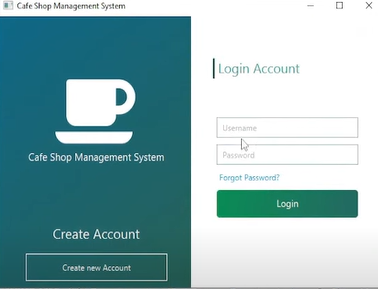 Cafe Shop Management System
Cafe Shop Management System
Create Account
Create new Account
Login Account
Username
Password
Forgot Password?
Login